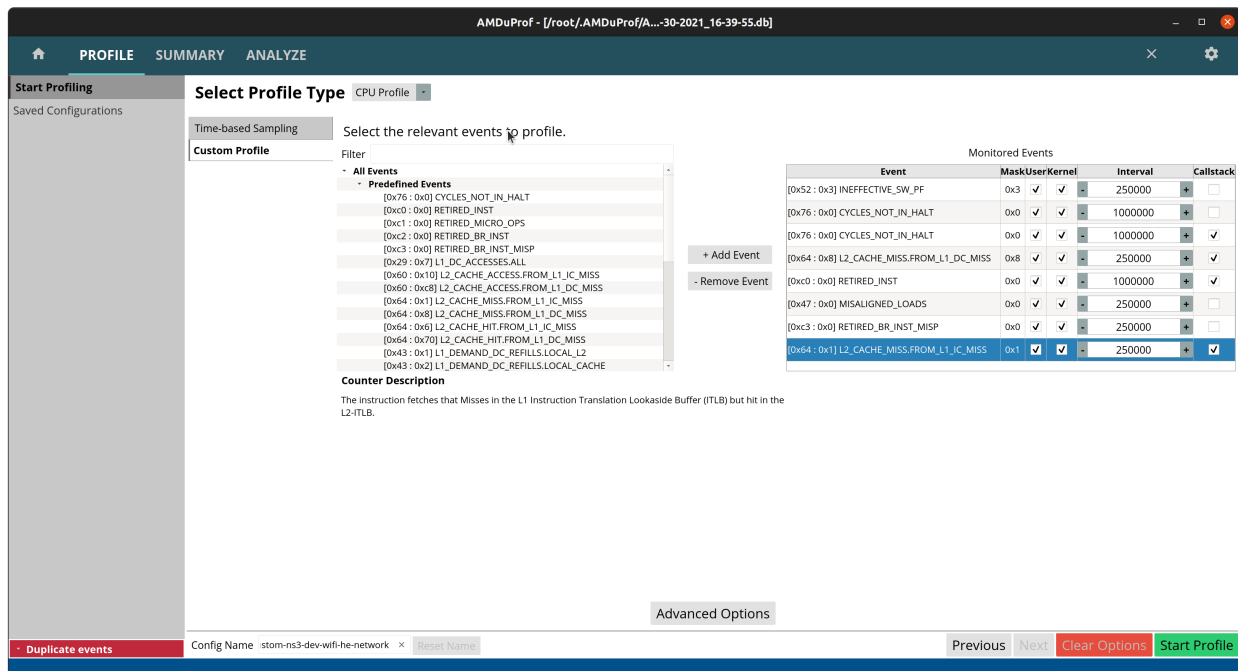 AMDuProf - [/root/.AMDuProf/A...-30-2021_16-39-55.db]
PROFILE SUMMARY ANALYZE
Start Profiling
Saved Configurations
Select Profile Type CPU Profile
Time-based Sampling
Custom Profile
Select the relevant events to profile.
Filter
All Events
Predefined Events
[0x76 : 0x0] CYCLES_NOT_IN_HALT
[0xc0 : 0x0] RETIRED_INST
[0xc1 : 0x0] RETIRED_MICRO_OPS
[0xc2 : 0x0] RETIRED_BR_INST
[0xc3 : 0x0] RETIRED_BR_INST_MISP
[0x29 : 0x7] L1_DC_ACCESSES.ALL
[0x60 : 0x10] L2_CACHE_ACCESS.FROM_L1_IC_MISS
[0x60 : 0xc8] L2_CACHE_ACCESS.FROM_L1_DC_MISS
[0x64 : 0x1] L2_CACHE_MISS.FROM_L1_IC_MISS
[0x64 : 0x8] L2_CACHE_MISS.FROM_L1_DC_MISS
[0x64 : 0x6] L2_CACHE_HIT.FROM_L1_IC_MISS
[0x64 : 0x70] L2_CACHE_HIT.FROM_L1_DC_MISS
[0x43 : 0x1] L1_DEMAND_DC_REFILLS.LOCAL_L2
[0x43 : 0x2] L1_DEMAND_DC_REFILLS.LOCAL_CACHE
Counter Description
The instruction fetches that Misses in the L1 Instruction Translation Lookaside Buffer (ITLB) but hit in the
L2-ITLB.
+ Add Event
- Remove Event
Monitored Events
Event Mask User Kernel Interval Callstack
[0x52 : 0x3] INEFFECTIVE_SW_PF 0x3 - 250000 +
[0x76 : 0x0] CYCLES_NOT_IN_HALT 0x0 - 1000000 +
[0x76 : 0x0] CYCLES_NOT_IN_HALT 0x0 - 1000000 +
[0x64 : 0x8] L2_CACHE_MISS.FROM_L1_DC_MISS 0x8 - 250000 +
[0xc0 : 0x0] RETIRED_INST 0x0 - 1000000 +
[0x47 : 0x0] MISALIGNED_LOADS 0x0 - 250000 +
[0xc3 : 0x0] RETIRED_BR_INST_MISP 0x0 - 250000 +
[0x64 : 0x1] L2_CACHE_MISS.FROM_L1_IC_MISS 0x1 - 250000 +
Advanced Options
Duplicate events
Config Name stom-ns3-dev-wifi-he-network × Reset Name
Previous Next Clear Options Start Profile